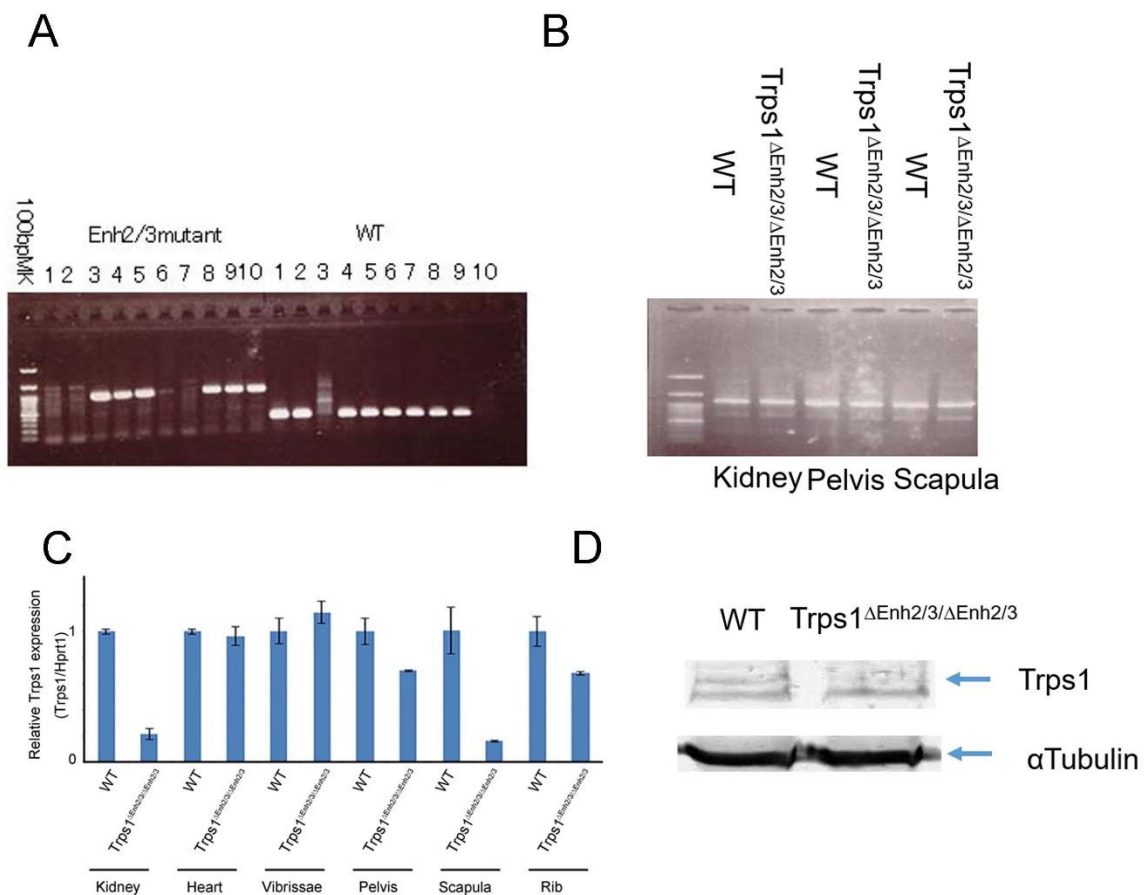 A
B
100bpMK
Enh2/3mutant
WT
1 2 3 4 5 6 7 8 910 1 2 3 4 5 6 7 8 9 10
WT
Trps1ΔEnh2/3/ΔEnh2/3
WT
Trps1ΔEnh2/3/ΔEnh2/3
WT
Trps1ΔEnh2/3/ΔEnh2/3
Kidney Pelvis Scapula
C
D
Relative Trps1 expression
(Trps1/Hprt1)
1
0
WT
Trps1ΔEnh2/3/ΔEnh2/3
WT
Trps1ΔEnh2/3/ΔEnh2/3
WT
Trps1ΔEnh2/3/ΔEnh2/3
WT
Trps1ΔEnh2/3/ΔEnh2/3
WT
Trps1ΔEnh2/3/ΔEnh2/3
WT
Trps1ΔEnh2/3/ΔEnh2/3
Kidney Heart Vibrissae Pelvis Scapula Rib
WT Trps1ΔEnh2/3/ΔEnh2/3
Trps1
αTubulin